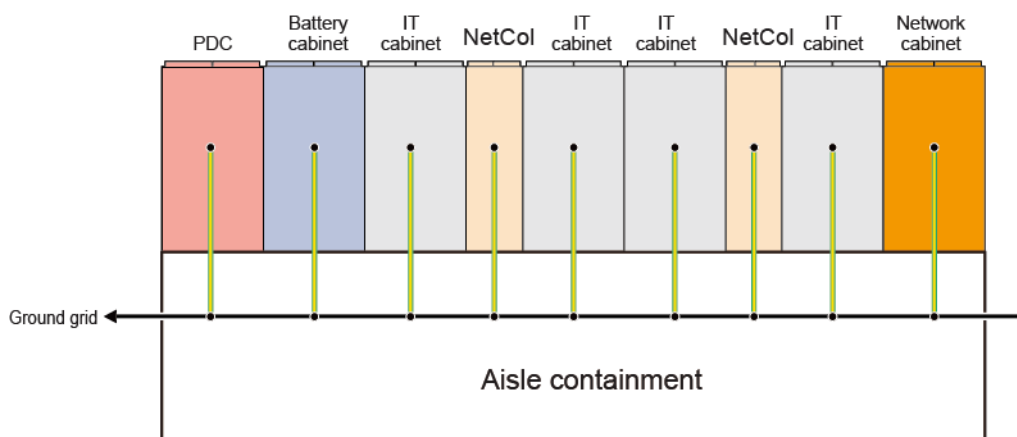 PDC
Battery
cabinet
IT
cabinet
NetCol
IT
cabinet
IT
cabinet
NetCol
IT
cabinet
Network
cabinet
Ground grid
Aisle containment